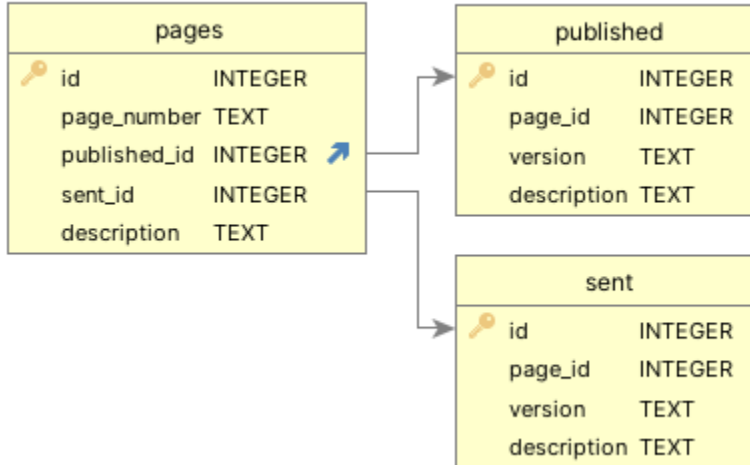 pages
id INTEGER
page_number TEXT
published_id INTEGER
sent_id INTEGER
description TEXT
published
id INTEGER
page_id INTEGER
version TEXT
description TEXT
sent
id INTEGER
page_id INTEGER
version TEXT
description TEXT